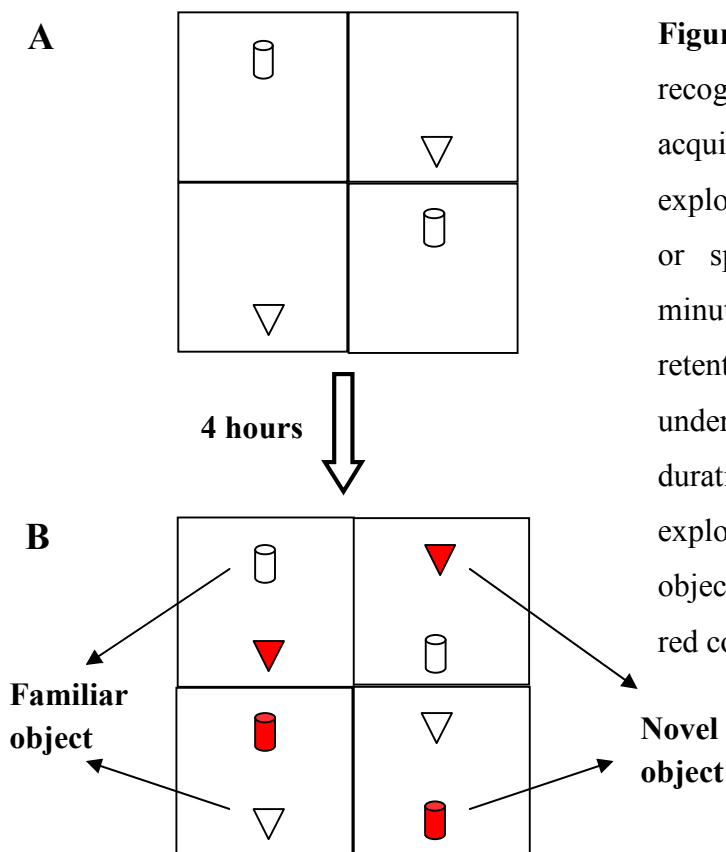 A
4 hours
B
Familiar
object
Novel
object
Figur
recog
acqui
explo
or sp
minut
retent
under
durati
explo
objec
red co